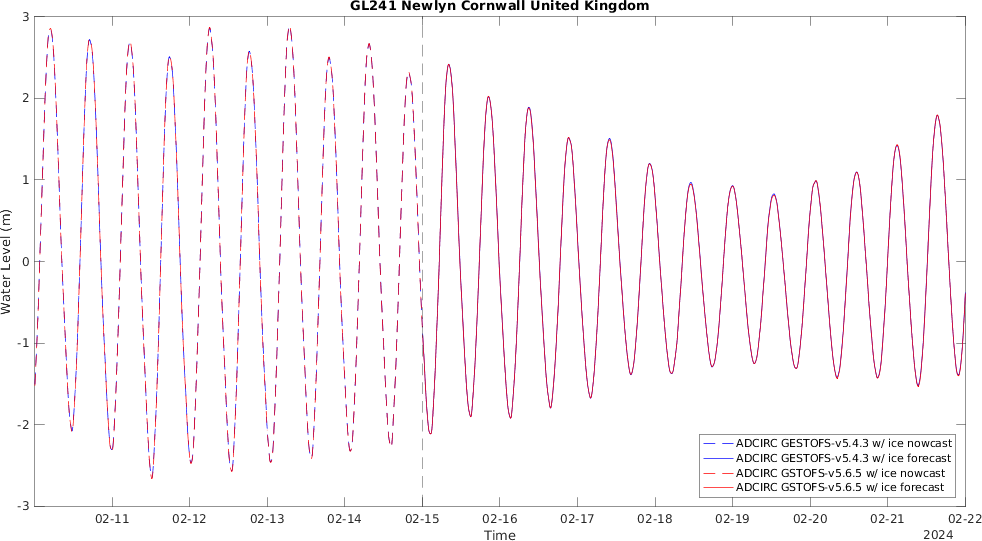 GL241 Newlyn Cornwall United Kingdom
3
2
1
0
-1
-2
-3
Water Level (m)
ADCIRC GESTOFS-v5.4.3 w/ ice nowcast
ADCIRC GESTOFS-v5.4.3 w/ ice forecast
ADCIRC GSTOFS-v5.6.5 w/ ice nowcast
ADCIRC GSTOFS-v5.6.5 w/ ice forecast
02-11 02-12 02-13 02-14 02-15 02-16 02-17 02-18 02-19 02-20 02-21 02-22
Time
2024